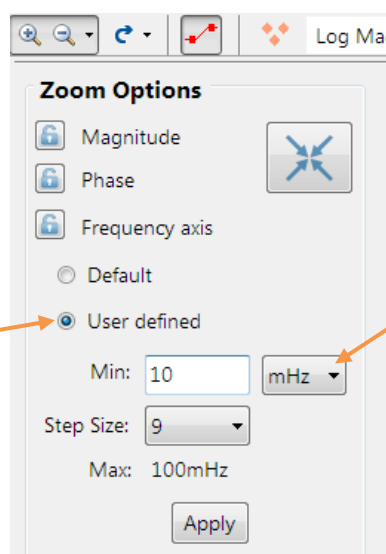 Log Ma
Zoom Options
Magnitude
Phase
Frequency axis
Default
User defined
Min: 10 mHz
Step Size: 9
Max: 100mHz
Apply